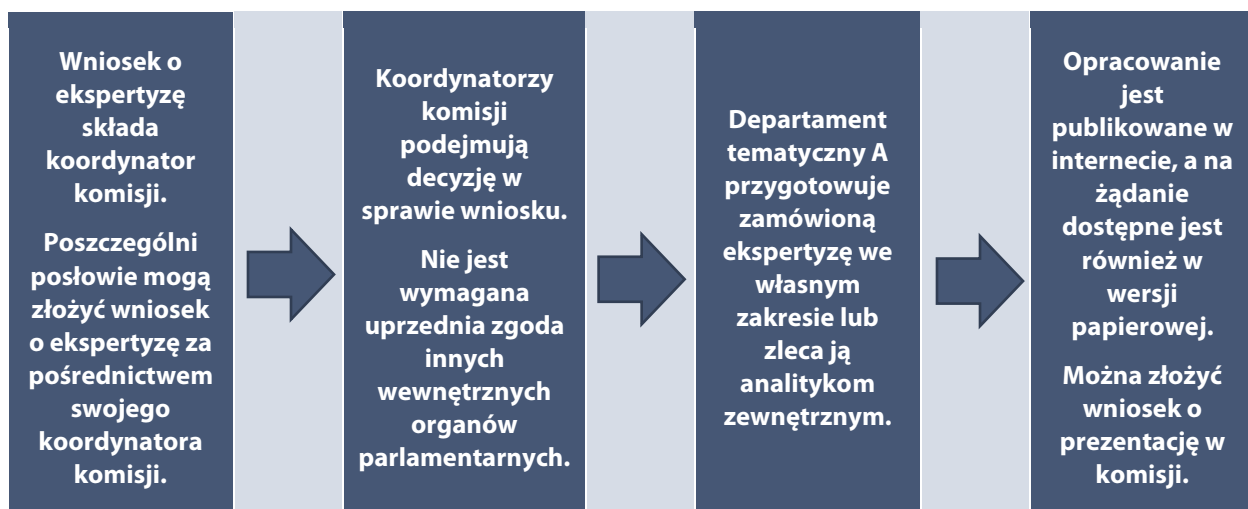 Wniosek o
ekspertyzę
składa
koordynator
komisji.
Poszczególni
posłowie mogą
złożyć wniosek
o ekspertyzę za
pośrednictwem
swojego
koordynatora
komisji.
Koordynatorzy
komisji
podejmują
decyzję w
sprawie wniosku.
Nie jest
wymagana
uprzednia zgoda
innych
wewnętrznych
organów
parlamentarnych.
Departament
tematyczny A
przygotowuje
zamówioną
ekspertyzę we
własnym
zakresie lub
zleca ją
analitykom
zewnętrznym.
Opracowanie
jest
publikowane w
internecie, a na
żądanie
dostępne jest
również w
wersji
papierowej.
Można złożyć
wniosek o
prezentację w
komisji.